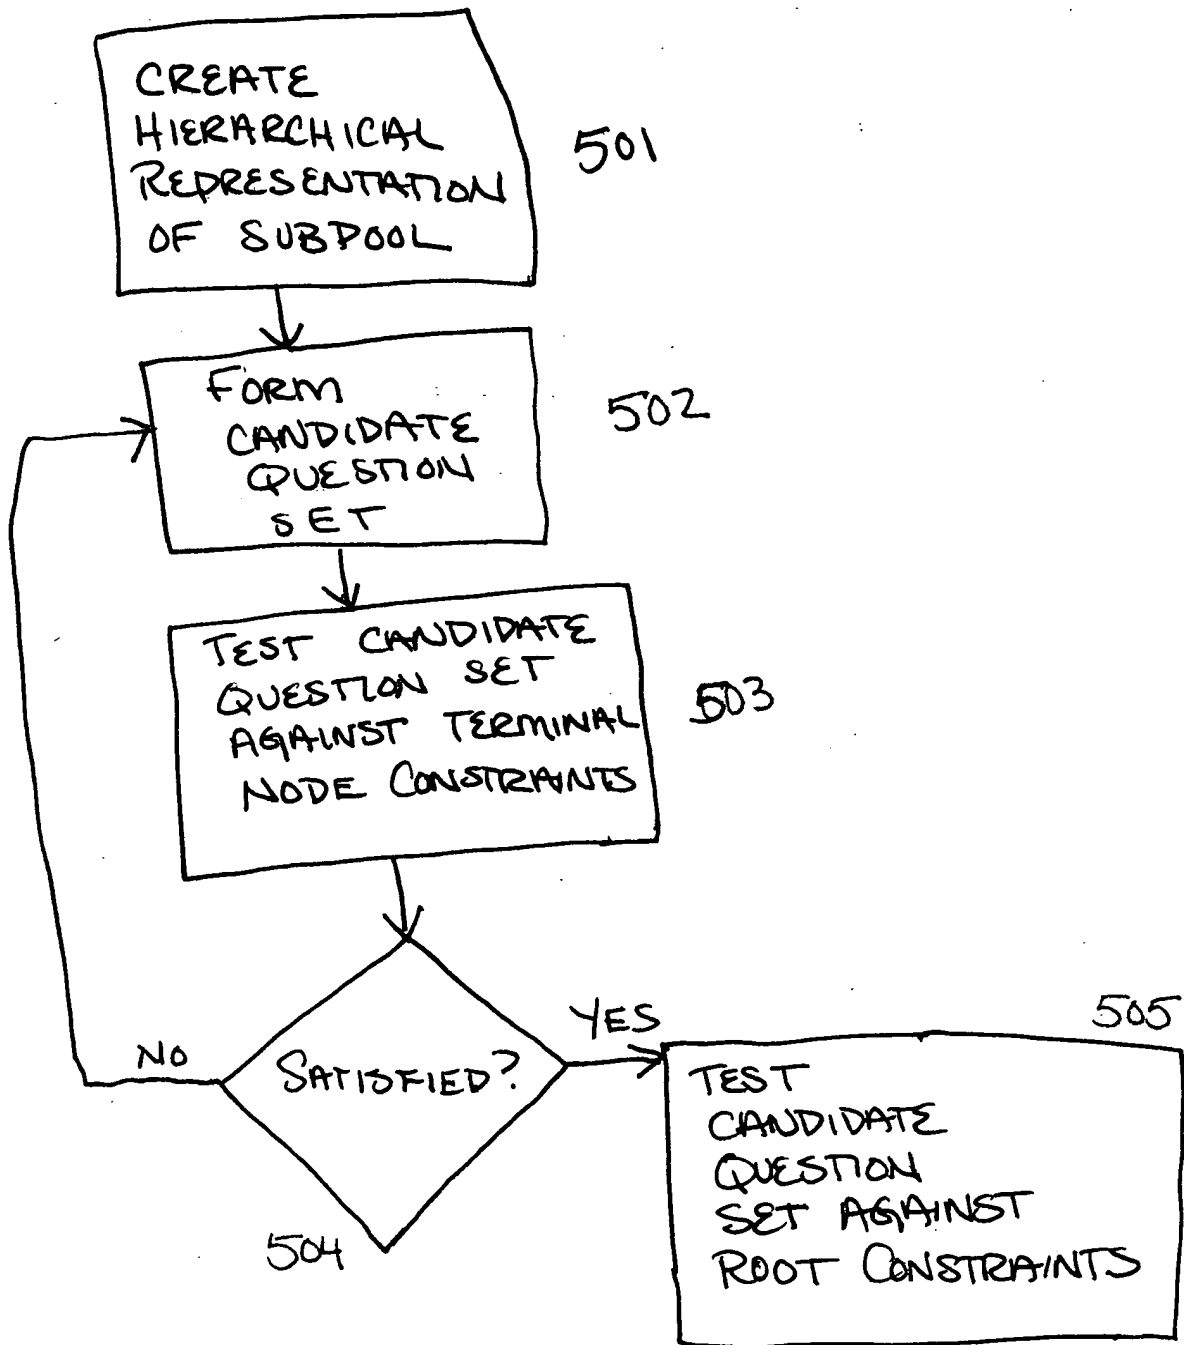 CREATE
HIERARCHICAL
REPRESENTATION
OF SUBPOOL
501
FORM
CANDIDATE
QUESTION
SET
502
TEST CANDIDATE
QUESTION SET
AGAINST TERMINAL
NODE CONSTRAINTS
503
SATISFIED?
NO
YES
504
505
TEST
CANDIDATE
QUESTION
SET AGAINST
ROOT CONSTRAINTS